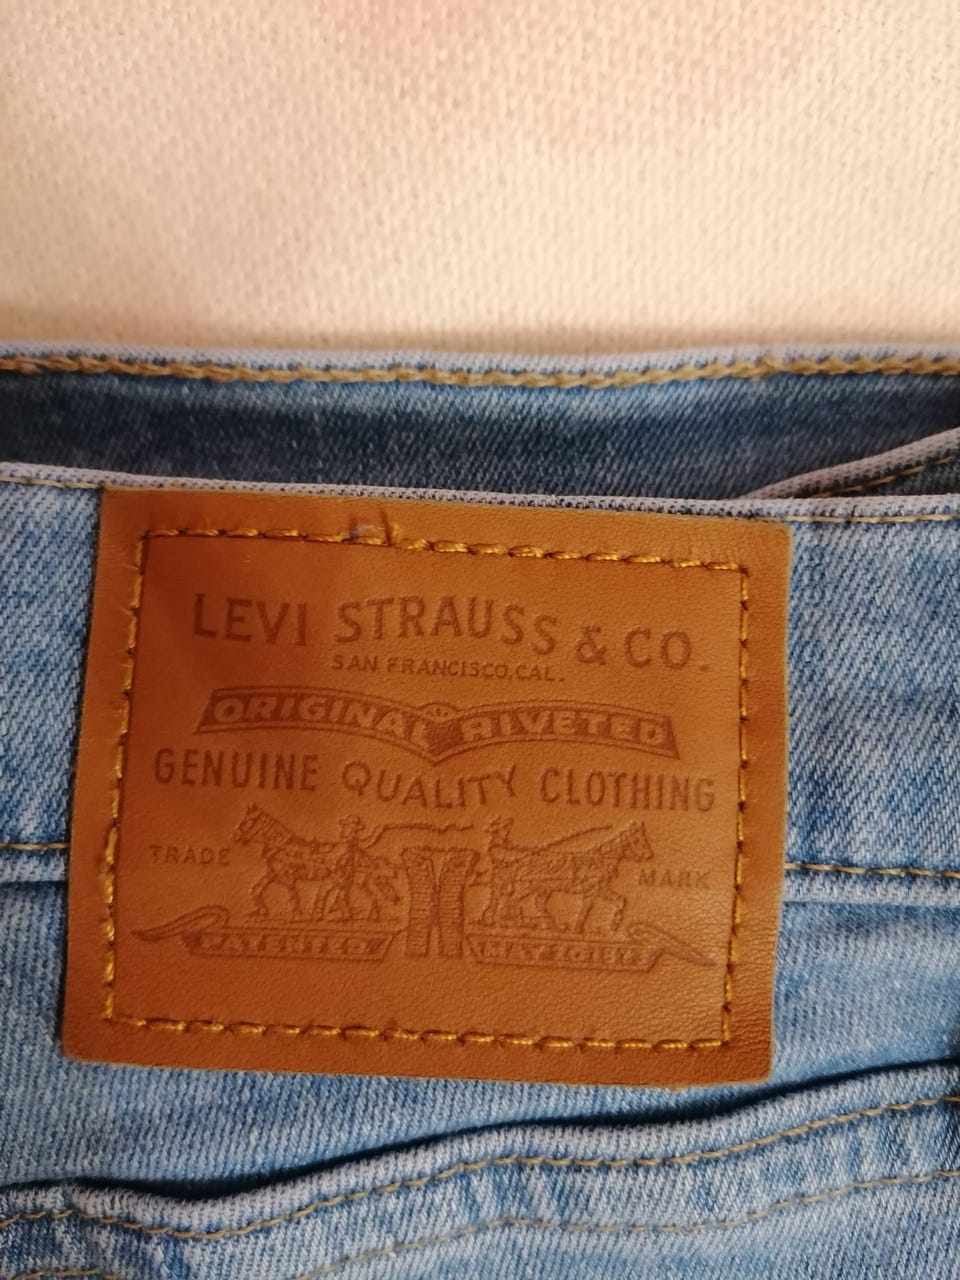 LEVI STRAUSS & CO.
SAN FRANCISCO, CAL.
ORIGINAL RIVETED
GENUINE QUALITY CLOTHING
TRADE MARK
PATENTED MAY 20 1873